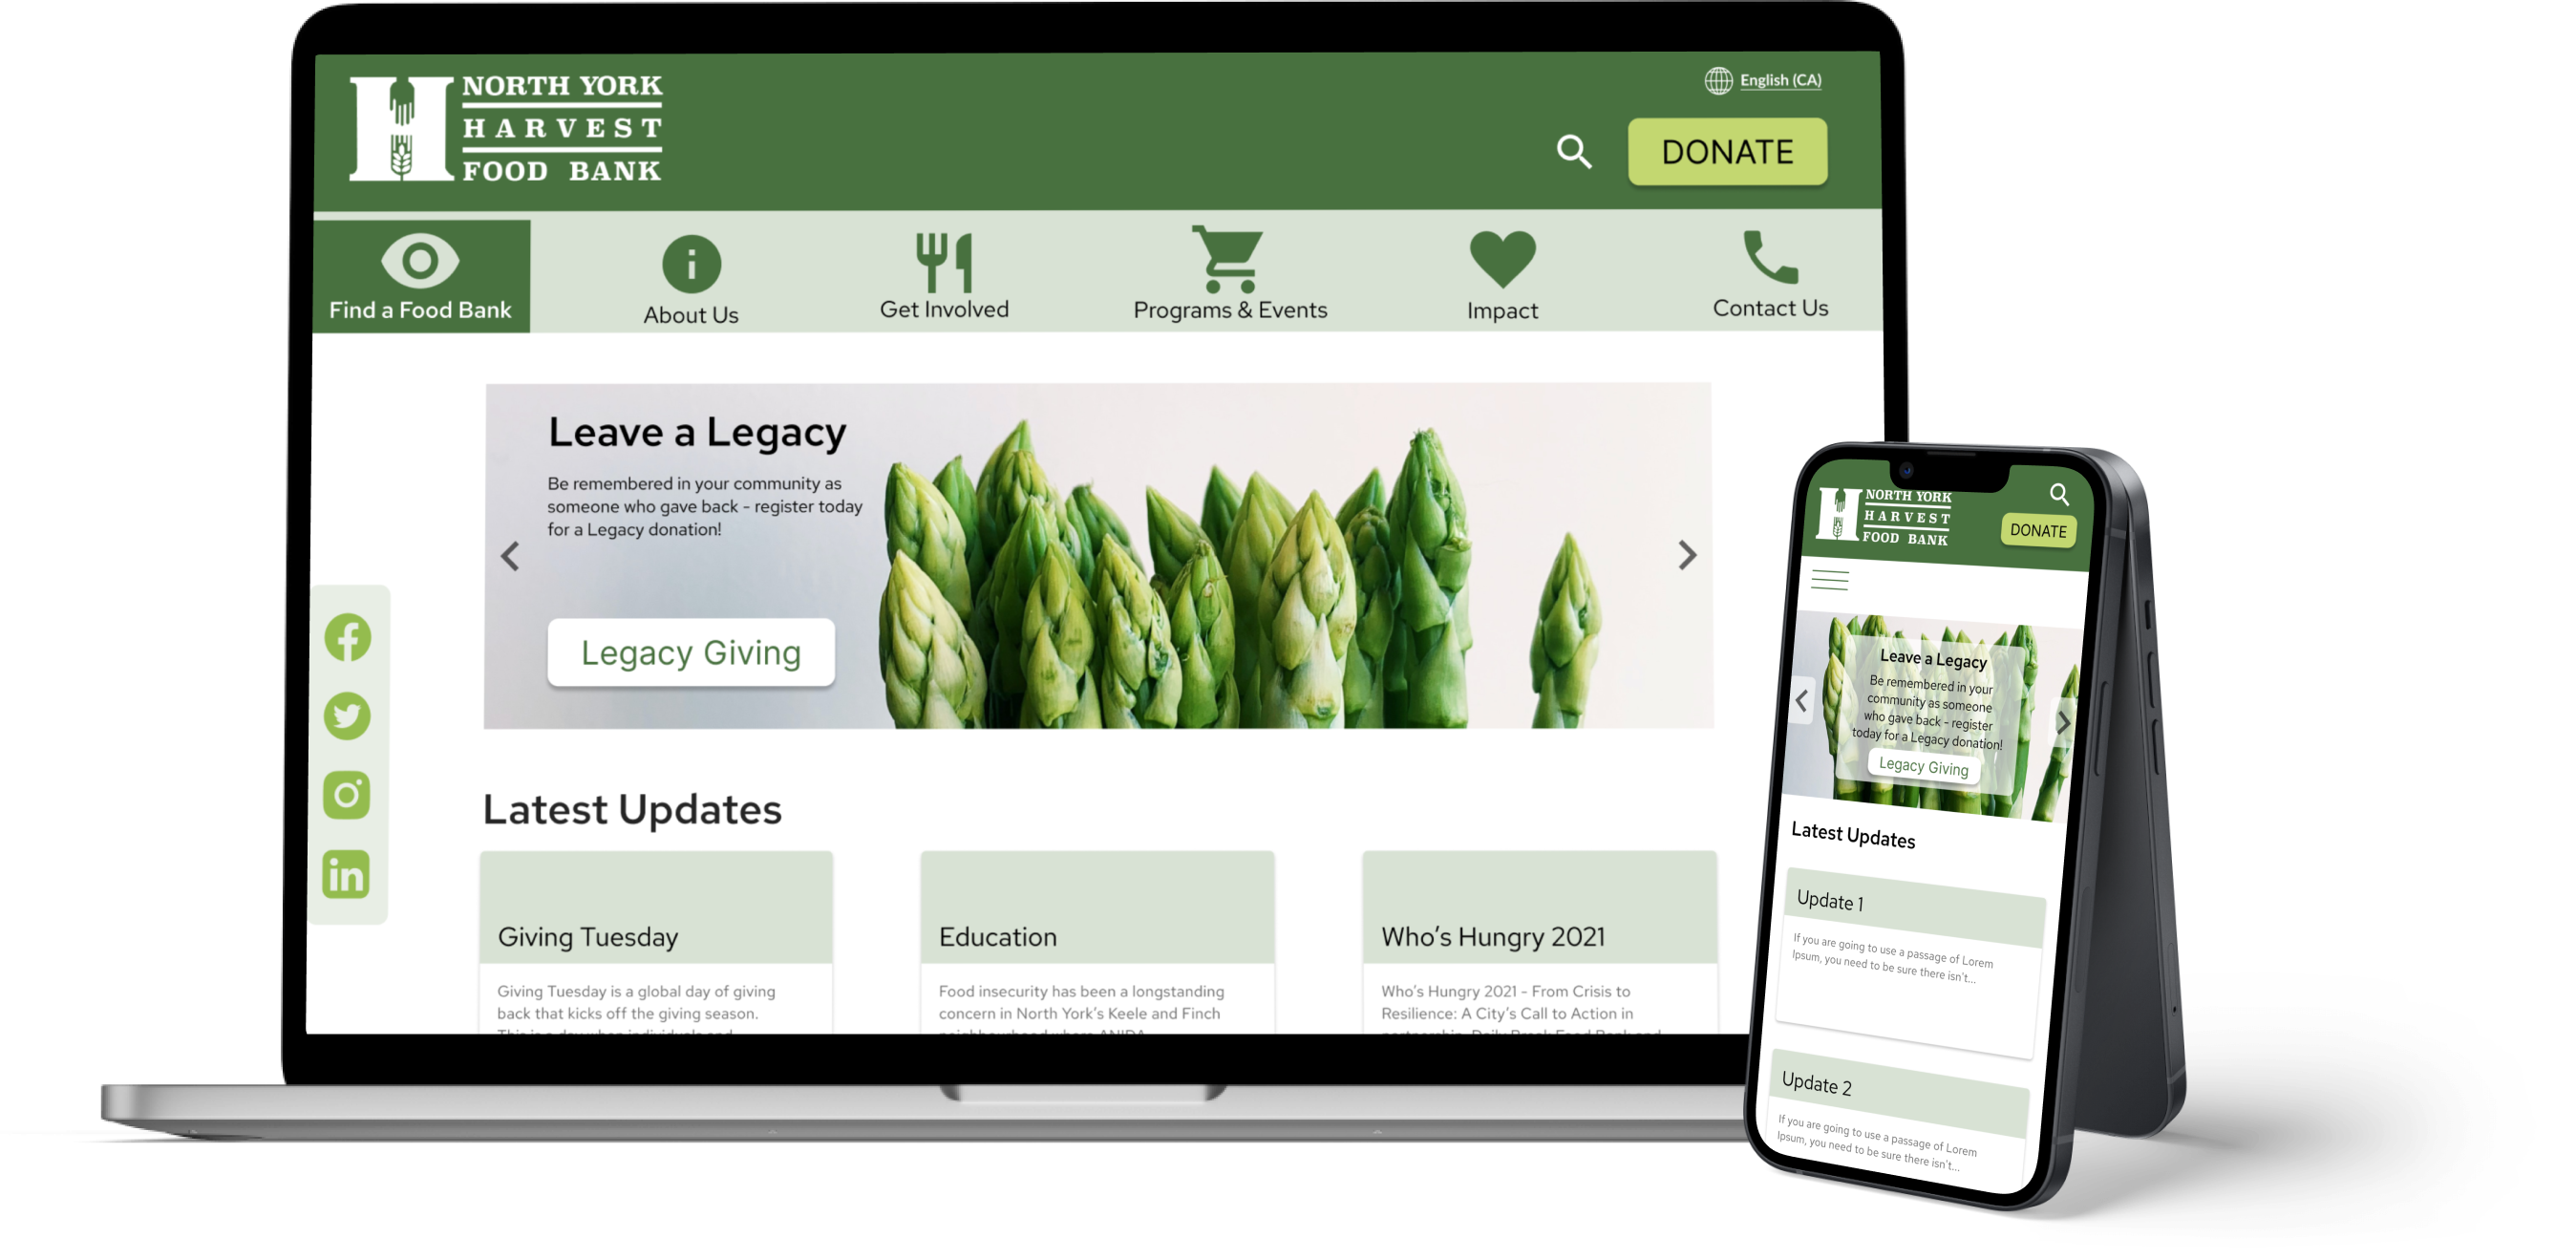 NORTH YORK
HARVEST
FOOD BANK
English (CA)
DONATE
Find a Food Bank
About Us
Get Involved
Programs & Events
Impact
Contact Us
Leave a Legacy
Be remembered in your community as
someone who gave back - register today
for a Legacy donation!
Legacy Giving
Latest Updates
Giving Tuesday
Giving Tuesday is a global day of giving
back that kicks off the giving season.
Education
Food insecurity has been a longstanding
concern in North York's Keele and Finch
Who's Hungry 2021
Who's Hungry 2021 - From Crisis to
Resilience: A City's Call to Action in
NORTH YORK
HARVEST
FOOD BANK
DONATE
Leave a Legacy
Be remembered in your
community as someone
who gave back - register
today for a Legacy donation!
Legacy Giving
Latest Updates
Update 1
If you are going to use a passage of Lorem
Ipsum, you need to be sure there isn't...
Update 2
If you are going to use a passage of Lorem
Ipsum, you need to be sure there isn't...